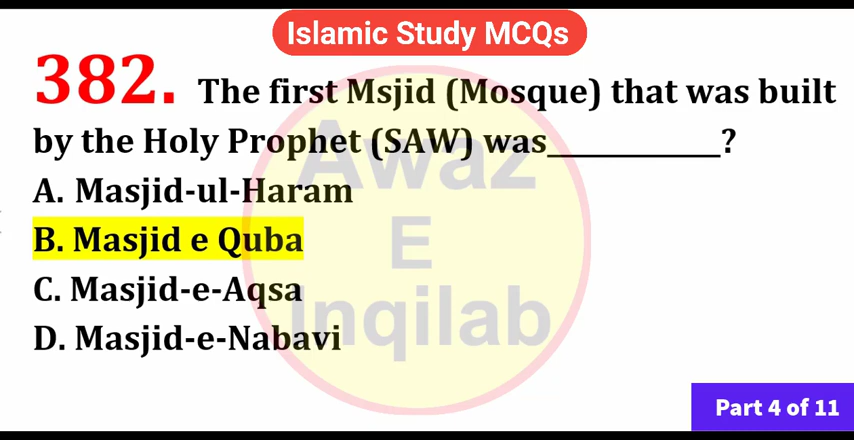 Islamic Study MCQs
382. The first Msjid (Mosque) that was built
by the Holy Prophet (SAW) was____________?
A. Masjid-ul-Haram
B. Masjid e Quba
C. Masjid-e-Aqsa
D. Masjid-e-Nabavi
Awaz
E
Inqilab
Part 4 of 11